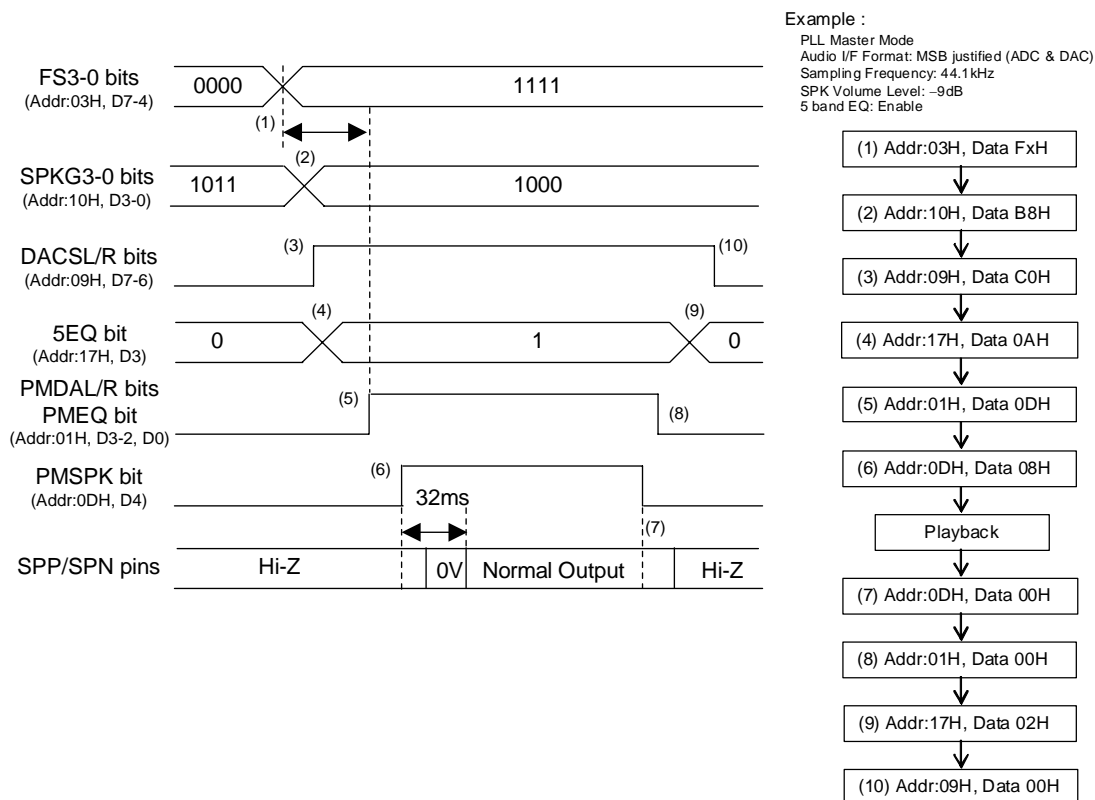 Example :
PLL Master Mode
Audio I/F Format: MSB justified (ADC & DAC)
Sampling Frequency: 44.1kHz
SPK Volume Level: −9dB
5 band EQ: Enable
FS3-0 bits
(Addr:03H, D7-4)
0000
1111
(1)
(2)
SPKG3-0 bits
(Addr:10H, D3-0)
1011
1000
DACSL/R bits
(Addr:09H, D7-6)
(3)
(10)
5EQ bit
(Addr:17H, D3)
0
(4)
1
(9)
0
PMDAL/R bits
PMEQ bit
(Addr:01H, D3-2, D0)
(5)
(8)
PMSPK bit
(Addr:0DH, D4)
(6)
32ms
(7)
SPP/SPN pins
Hi-Z
0V
Normal Output
Hi-Z
(1) Addr:03H, Data FxH
(2) Addr:10H, Data B8H
(3) Addr:09H, Data C0H
(4) Addr:17H, Data 0AH
(5) Addr:01H, Data 0DH
(6) Addr:0DH, Data 08H
Playback
(7) Addr:0DH, Data 00H
(8) Addr:01H, Data 00H
(9) Addr:17H, Data 02H
(10) Addr:09H, Data 00H